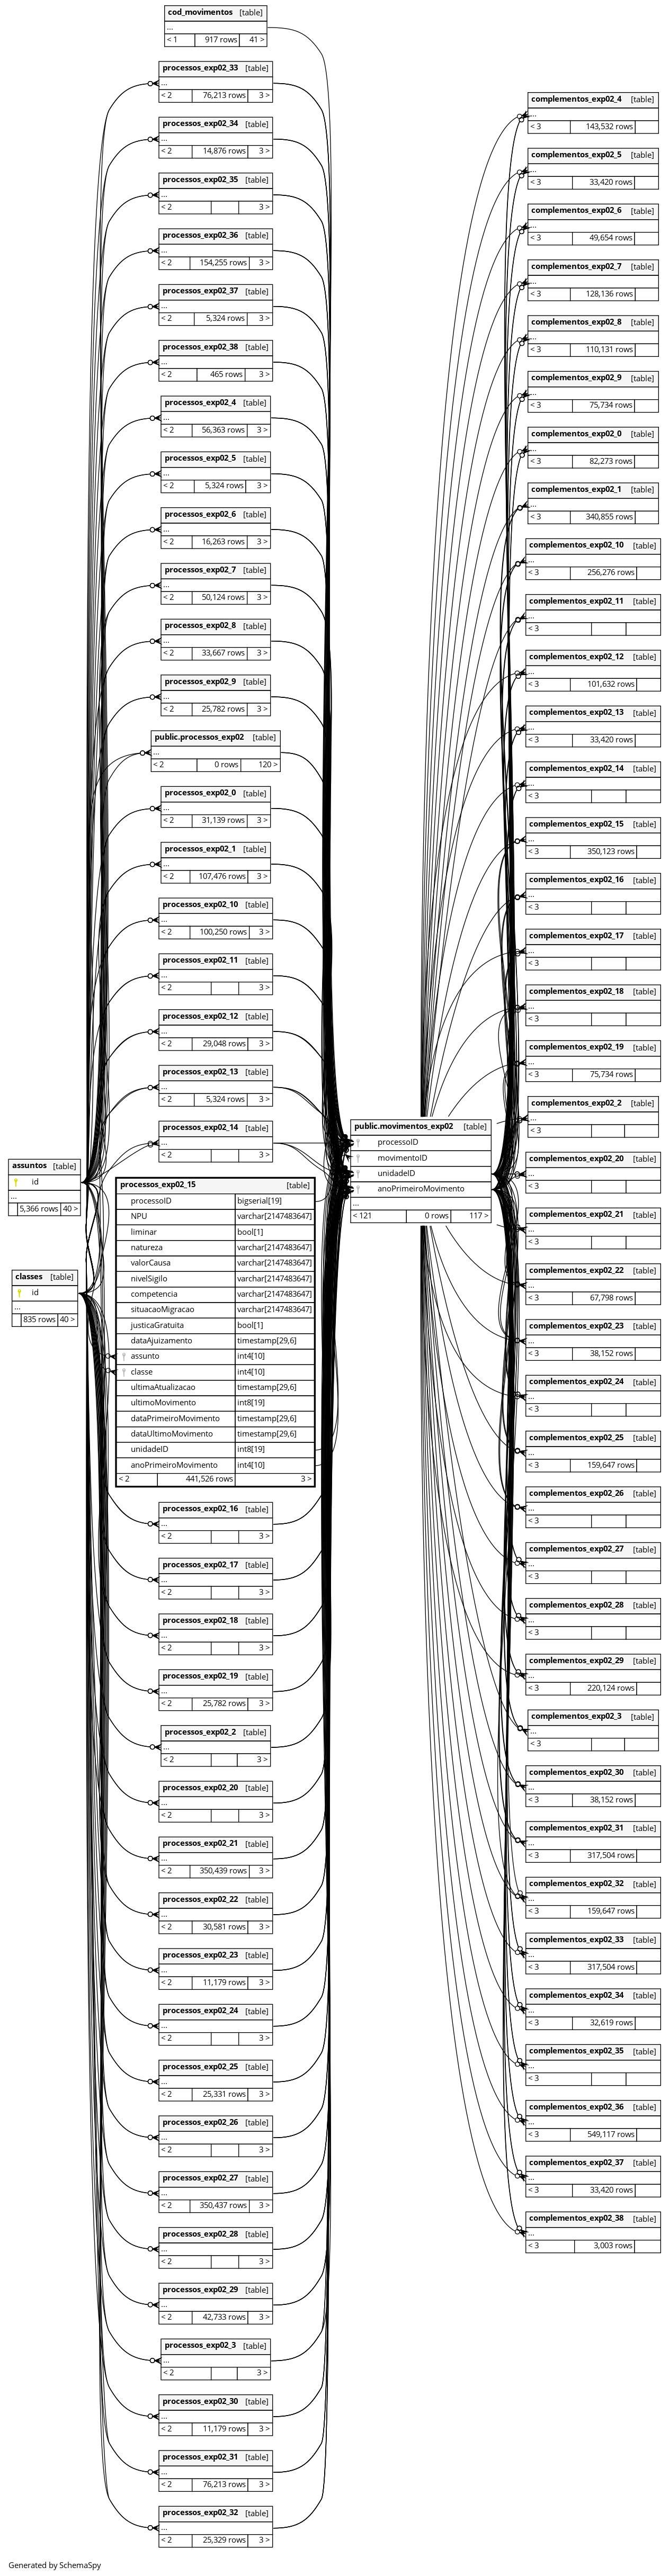 cod_movimentos [table]
...
< 1 917 rows 41 >
processos_exp02_33 [table]
...
< 2 76,213 rows 3 >
processos_exp02_34 [table]
...
< 2 14,876 rows 3 >
processos_exp02_35 [table]
...
< 2 3 >
processos_exp02_36 [table]
...
< 2 154,255 rows 3 >
processos_exp02_37 [table]
...
< 2 5,324 rows 3 >
processos_exp02_38 [table]
...
< 2 465 rows 3 >
processos_exp02_4 [table]
...
< 2 56,363 rows 3 >
processos_exp02_5 [table]
...
< 2 5,324 rows 3 >
processos_exp02_6 [table]
...
< 2 16,263 rows 3 >
processos_exp02_7 [table]
...
< 2 50,124 rows 3 >
processos_exp02_8 [table]
...
< 2 33,667 rows 3 >
processos_exp02_9 [table]
...
< 2 25,782 rows 3 >
public.processos_exp02 [table]
...
< 2 0 rows 120 >
processos_exp02_0 [table]
...
< 2 31,139 rows 3 >
processos_exp02_1 [table]
...
< 2 107,476 rows 3 >
processos_exp02_10 [table]
...
< 2 100,250 rows 3 >
processos_exp02_11 [table]
...
< 2 3 >
processos_exp02_12 [table]
...
< 2 29,048 rows 3 >
processos_exp02_13 [table]
...
< 2 5,324 rows 3 >
processos_exp02_14 [table]
...
< 2 3 >
assuntos [table]
id
...
5,366 rows 40 >
classes [table]
id
...
835 rows 40 >
processos_exp02_15 [table]
processoID bigserial[19]
NPU varchar[2147483647]
liminar bool[1]
natureza varchar[2147483647]
valorCausa varchar[2147483647]
nivelSigilo varchar[2147483647]
competencia varchar[2147483647]
situacaoMigracao varchar[2147483647]
justicaGratuita bool[1]
dataAjuizamento timestamp[29,6]
assunto int4[10]
classe int4[10]
ultimaAtualizacao timestamp[29,6]
ultimoMovimento int8[19]
dataPrimeiroMovimento timestamp[29,6]
dataUltimoMovimento timestamp[29,6]
unidadeID int8[19]
anoPrimeiroMovimento int4[10]
< 2 441,526 rows 3 >
processos_exp02_16 [table]
...
< 2 3 >
processos_exp02_17 [table]
...
< 2 3 >
processos_exp02_18 [table]
...
< 2 3 >
processos_exp02_19 [table]
...
< 2 25,782 rows 3 >
processos_exp02_2 [table]
...
< 2 3 >
processos_exp02_20 [table]
...
< 2 3 >
processos_exp02_21 [table]
...
< 2 350,439 rows 3 >
processos_exp02_22 [table]
...
< 2 30,581 rows 3 >
processos_exp02_23 [table]
...
< 2 11,179 rows 3 >
processos_exp02_24 [table]
...
< 2 3 >
processos_exp02_25 [table]
...
< 2 25,331 rows 3 >
processos_exp02_26 [table]
...
< 2 3 >
processos_exp02_27 [table]
...
< 2 350,437 rows 3 >
processos_exp02_28 [table]
...
< 2 3 >
processos_exp02_29 [table]
...
< 2 42,733 rows 3 >
processos_exp02_3 [table]
...
< 2 3 >
processos_exp02_30 [table]
...
< 2 11,179 rows 3 >
processos_exp02_31 [table]
...
< 2 76,213 rows 3 >
processos_exp02_32 [table]
...
< 2 25,329 rows 3 >
public.movimentos_exp02 [table]
processoID
movimentoID
unidadeID
anoPrimeiroMovimento
...
< 121 0 rows 117 >
complementos_exp02_4 [table]
...
< 3 143,532 rows
complementos_exp02_5 [table]
...
< 3 33,420 rows
complementos_exp02_6 [table]
...
< 3 49,654 rows
complementos_exp02_7 [table]
...
< 3 128,136 rows
complementos_exp02_8 [table]
...
< 3 110,131 rows
complementos_exp02_9 [table]
...
< 3 75,734 rows
complementos_exp02_0 [table]
...
< 3 82,273 rows
complementos_exp02_1 [table]
...
< 3 340,855 rows
complementos_exp02_10 [table]
...
< 3 256,276 rows
complementos_exp02_11 [table]
...
< 3
complementos_exp02_12 [table]
...
< 3 101,632 rows
complementos_exp02_13 [table]
...
< 3 33,420 rows
complementos_exp02_14 [table]
...
< 3
complementos_exp02_15 [table]
...
< 3 350,123 rows
complementos_exp02_16 [table]
...
< 3
complementos_exp02_17 [table]
...
< 3
complementos_exp02_18 [table]
...
< 3
complementos_exp02_19 [table]
...
< 3 75,734 rows
complementos_exp02_2 [table]
...
< 3
complementos_exp02_20 [table]
...
< 3
complementos_exp02_21 [table]
...
< 3
complementos_exp02_22 [table]
...
< 3 67,798 rows
complementos_exp02_23 [table]
...
< 3 38,152 rows
complementos_exp02_24 [table]
...
< 3
complementos_exp02_25 [table]
...
< 3 159,647 rows
complementos_exp02_26 [table]
...
< 3
complementos_exp02_27 [table]
...
< 3
complementos_exp02_28 [table]
...
< 3
complementos_exp02_29 [table]
...
< 3 220,124 rows
complementos_exp02_3 [table]
...
< 3
complementos_exp02_30 [table]
...
< 3 38,152 rows
complementos_exp02_31 [table]
...
< 3 317,504 rows
complementos_exp02_32 [table]
...
< 3 159,647 rows
complementos_exp02_33 [table]
...
< 3 317,504 rows
complementos_exp02_34 [table]
...
< 3 32,619 rows
complementos_exp02_35 [table]
...
< 3
complementos_exp02_36 [table]
...
< 3 549,117 rows
complementos_exp02_37 [table]
...
< 3 33,420 rows
complementos_exp02_38 [table]
...
< 3 3,003 rows
Generated by SchemaSpy